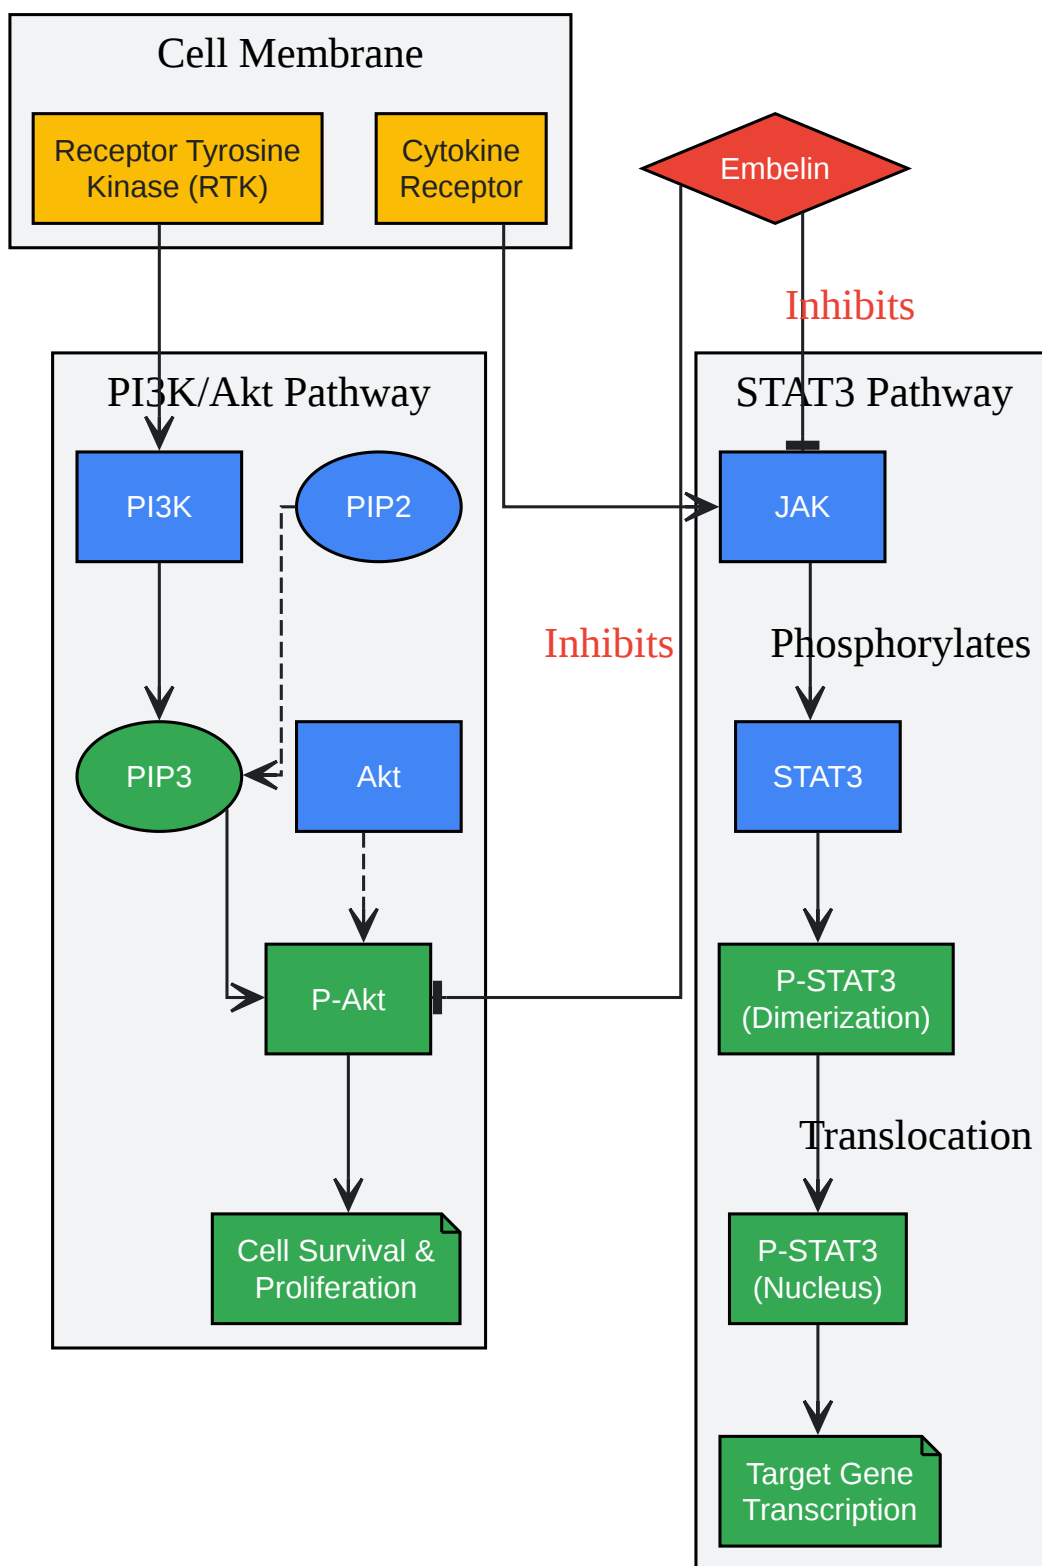 Cell Membrane
Receptor Tyrosine
Kinase (RTK)
Cytokine
Receptor
Embelin
Inhibits
PI3K/Akt Pathway
STAT3 Pathway
PI3K
PIP2
JAK
Inhibits
Phosphorylates
PIP3
Akt
STAT3
P-Akt
P-STAT3
(Dimerization)
Translocation
Cell Survival &
Proliferation
P-STAT3
(Nucleus)
Target Gene
Transcription